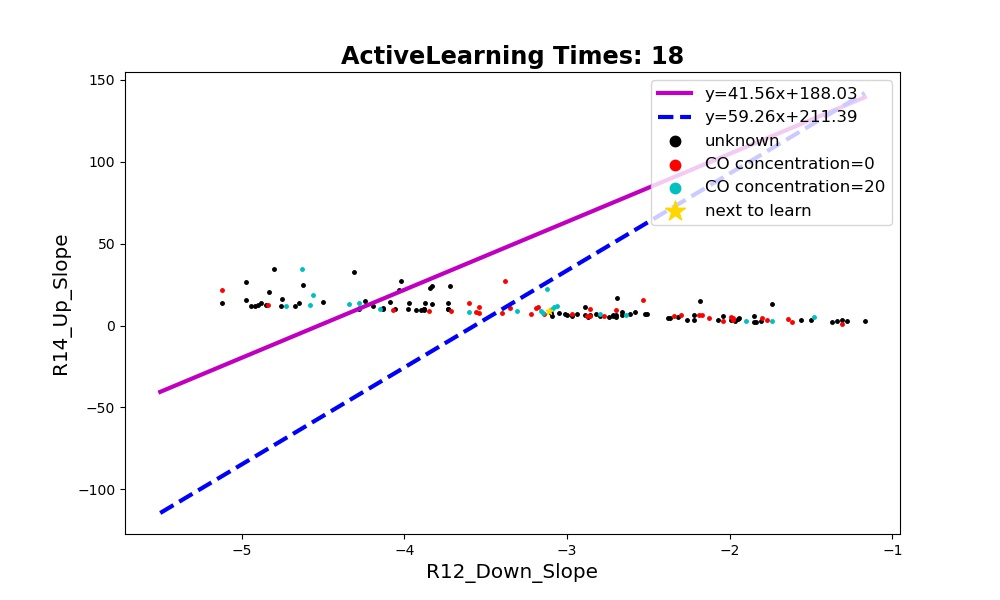 ActiveLearning Times: 18
y=41.56x+188.03
y=59.26x+211.39
unknown
CO concentration=0
CO concentration=20
next to learn
150
100
50
0
−50
−100
R14_Up_Slope
−5
−4
−3
−2
−1
R12_Down_Slope